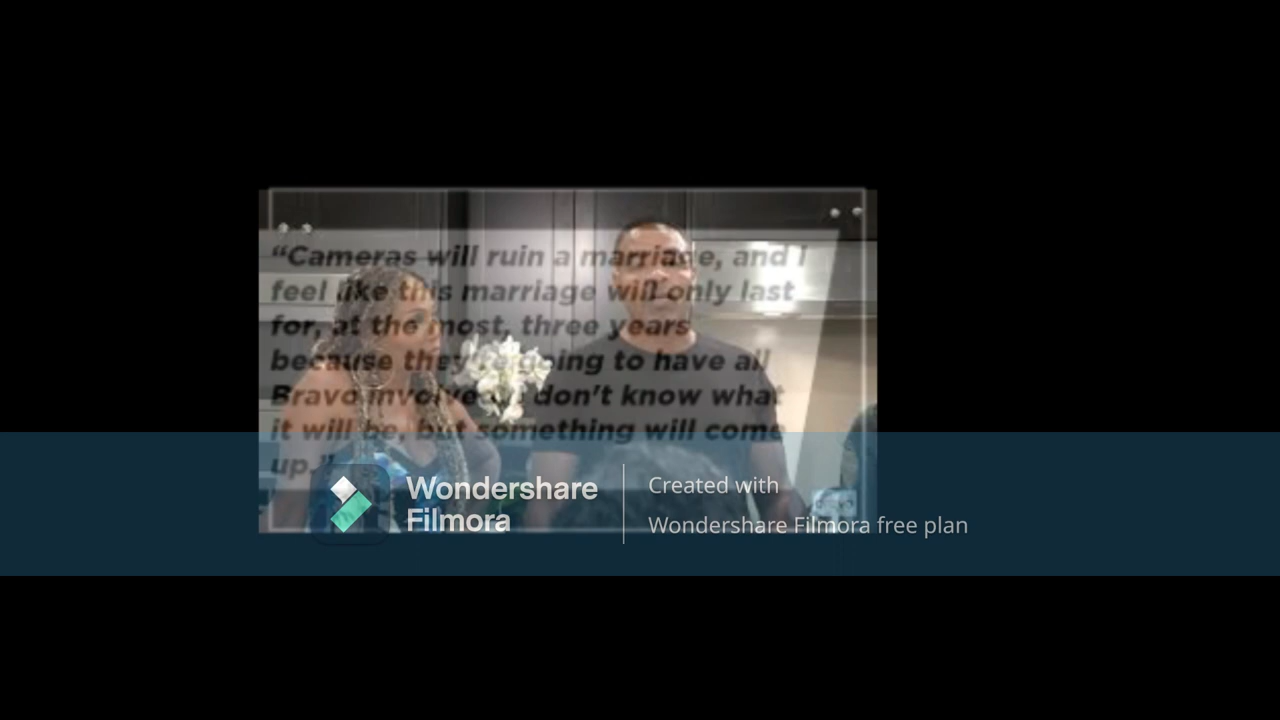 “Cameras will ruin a marriage, and I
feel like this marriage will only last
for, at the most, three years
because they're going to have all
Bravo involved. I don't know what
it will be, but something will come
up.”
Wondershare
Filmora
Created with
Wondershare Filmora free plan